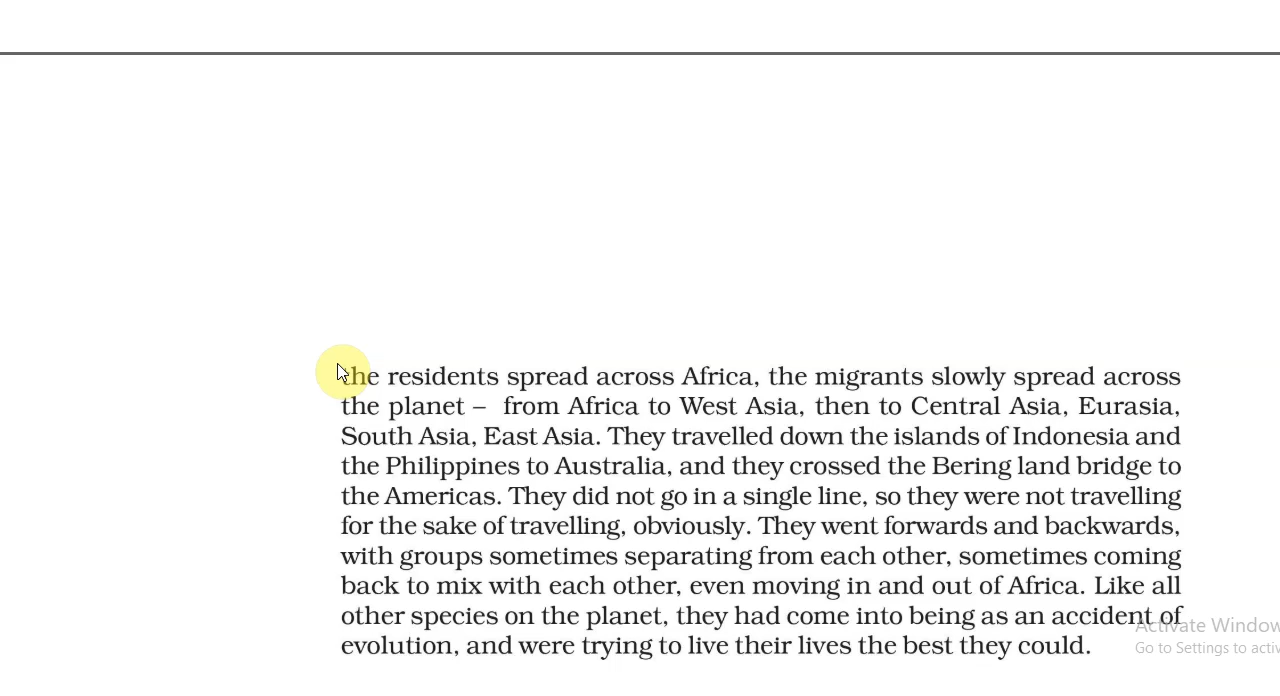 the residents spread across Africa, the migrants slowly spread across
the planet –  from Africa to West Asia, then to Central Asia, Eurasia,
South Asia, East Asia. They travelled down the islands of Indonesia and
the Philippines to Australia, and they crossed the Bering land bridge to
the Americas. They did not go in a single line, so they were not travelling
for the sake of travelling, obviously. They went forwards and backwards,
with groups sometimes separating from each other, sometimes coming
back to mix with each other, even moving in and out of Africa. Like all
other species on the planet, they had come into being as an accident of
evolution, and were trying to live their lives the best they could.
Activate Window
Go to Settings to activ